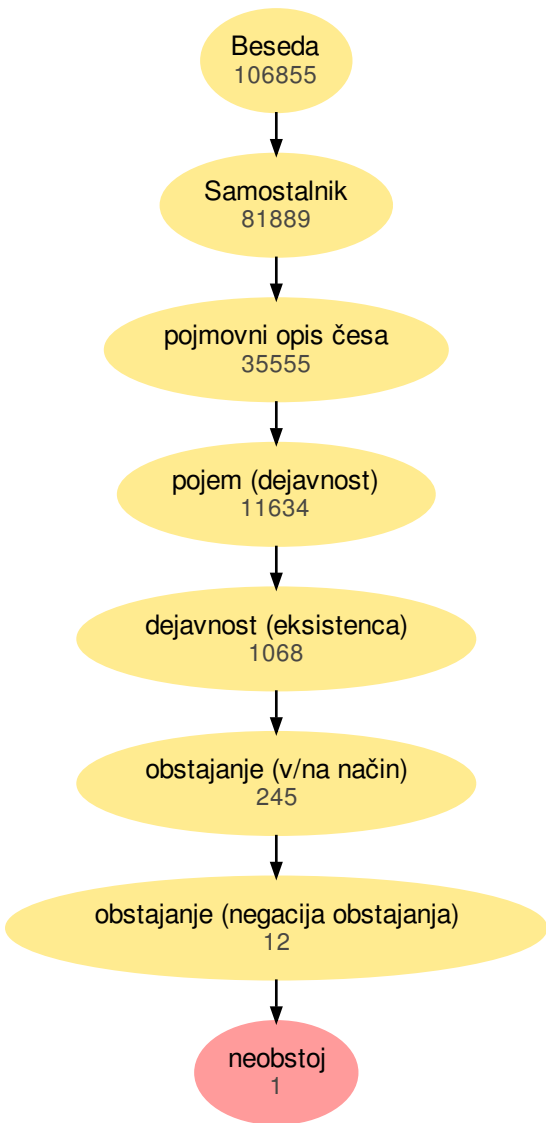 Beseda
106855
Samostalnik
81889
pojmovni opis česa
35555
pojem (dejavnost)
11634
dejavnost (eksistenca)
1068
obstajanje (v/na način)
245
obstajanje (negacija obstajanja)
12
neobstoj
1